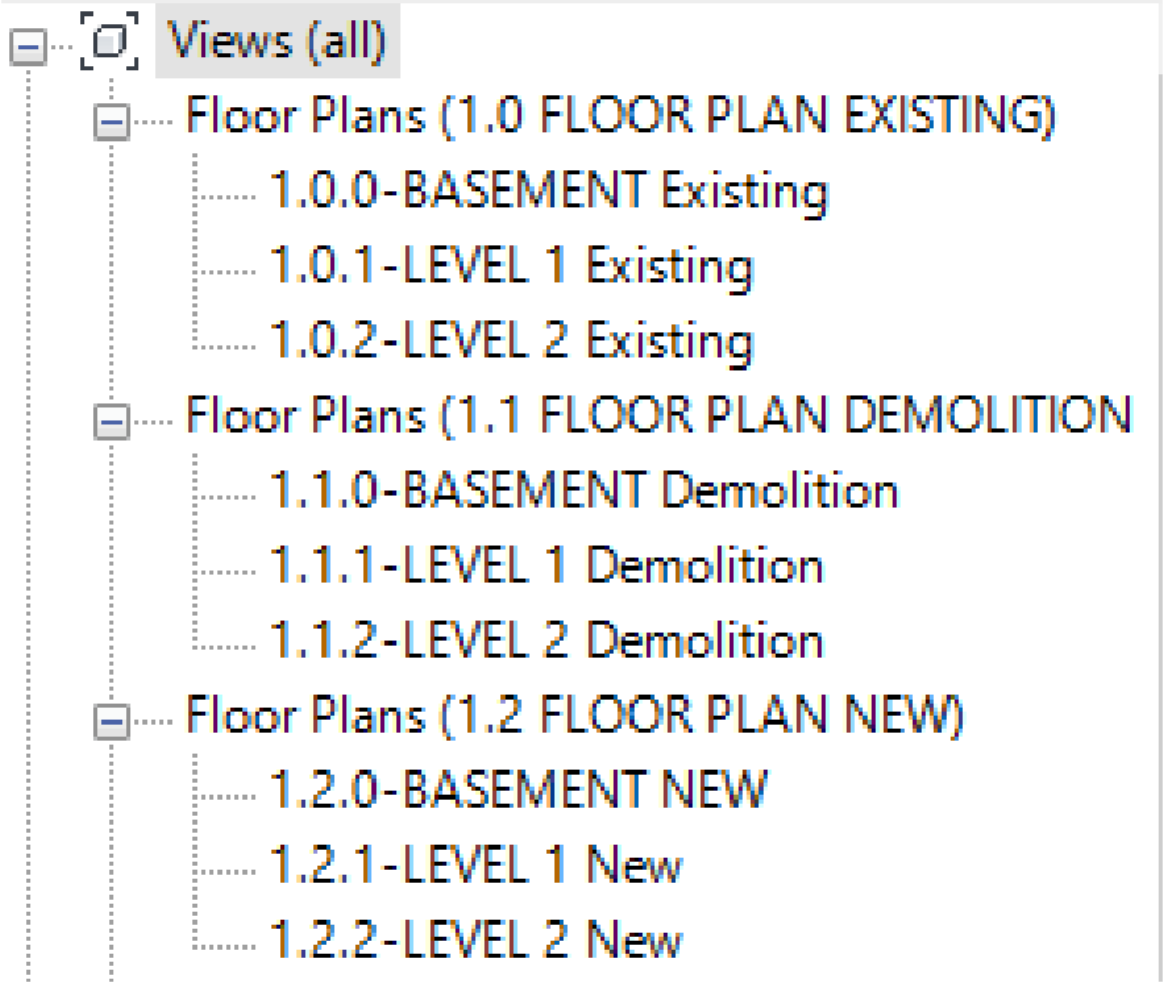 Views (all)
Floor Plans (1.0 FLOOR PLAN EXISTING)
1.0.0-BASEMENT Existing
1.0.1-LEVEL 1 Existing
1.0.2-LEVEL 2 Existing
Floor Plans (1.1 FLOOR PLAN DEMOLITION
1.1.0-BASEMENT Demolition
1.1.1-LEVEL 1 Demolition
1.1.2-LEVEL 2 Demolition
Floor Plans (1.2 FLOOR PLAN NEW)
1.2.0-BASEMENT NEW
1.2.1-LEVEL 1 New
1.2.2-LEVEL 2 New